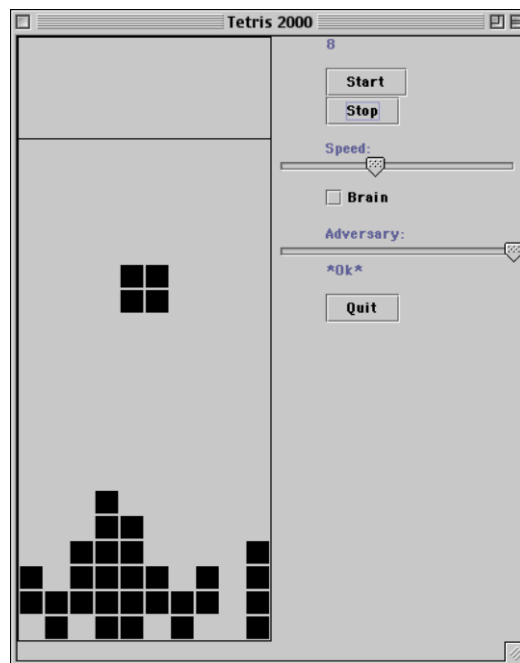 Tetris 2000
8
Start
Stop
Speed:
Brain
Adversary:
*Ok*
Quit